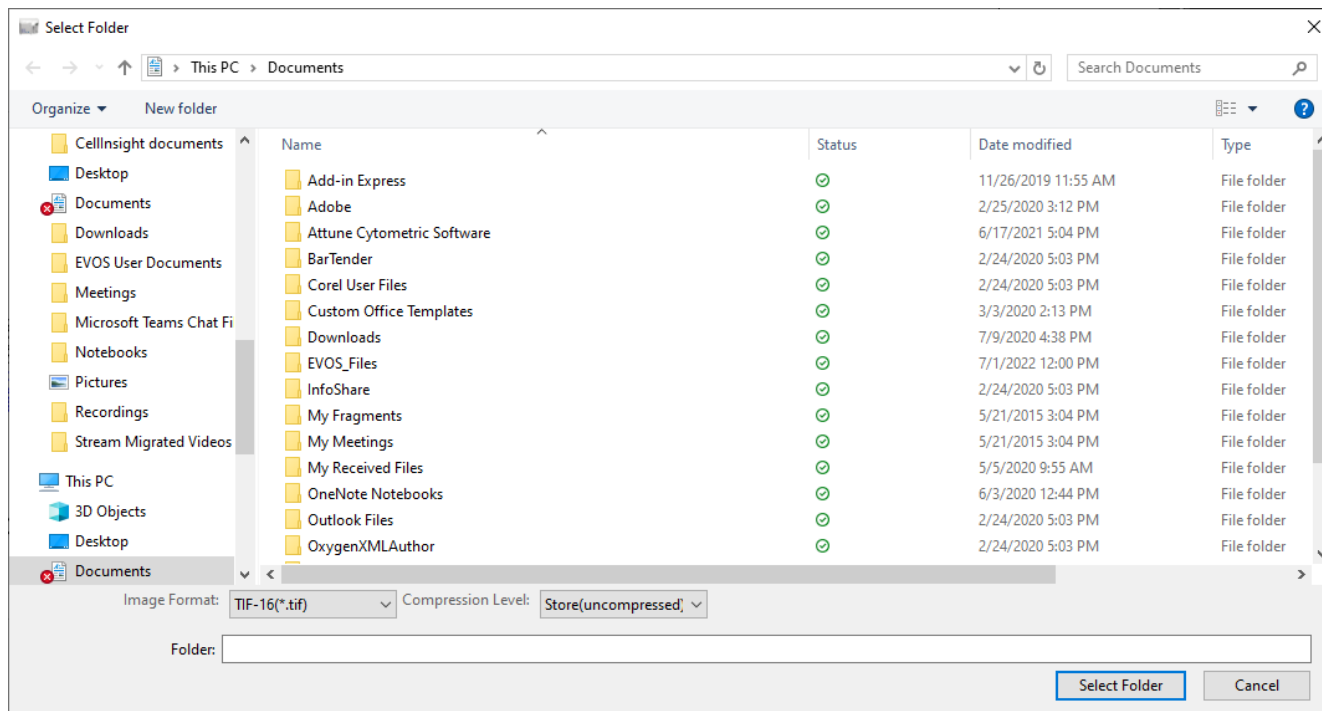 Select Folder
This PC > Documents
Search Documents
Organize
New folder
Name Status Date modified Type
CellInsight documents
Desktop
Documents
Downloads
EVOS User Documents
Meetings
Microsoft Teams Chat Fi
Notebooks
Pictures
Recordings
Stream Migrated Videos
This PC
3D Objects
Desktop
Documents
Add-in Express 11/26/2019 11:55 AM File folder
Adobe 2/25/2020 3:12 PM File folder
Attune Cytometric Software 6/17/2021 5:04 PM File folder
BarTender 2/24/2020 5:03 PM File folder
Corel User Files 2/24/2020 5:03 PM File folder
Custom Office Templates 3/3/2020 2:13 PM File folder
Downloads 7/9/2020 4:38 PM File folder
EVOS_Files 7/1/2022 12:00 PM File folder
InfoShare 2/24/2020 5:03 PM File folder
My Fragments 5/21/2015 3:04 PM File folder
My Meetings 5/21/2015 3:04 PM File folder
My Received Files 5/5/2020 9:55 AM File folder
OneNote Notebooks 6/3/2020 12:44 PM File folder
Outlook Files 2/24/2020 5:03 PM File folder
OxygenXMLAuthor 2/24/2020 5:03 PM File folder
Image Format: TIF-16(*.tif) Compression Level: Store(uncompressed)
Folder:
Select Folder Cancel